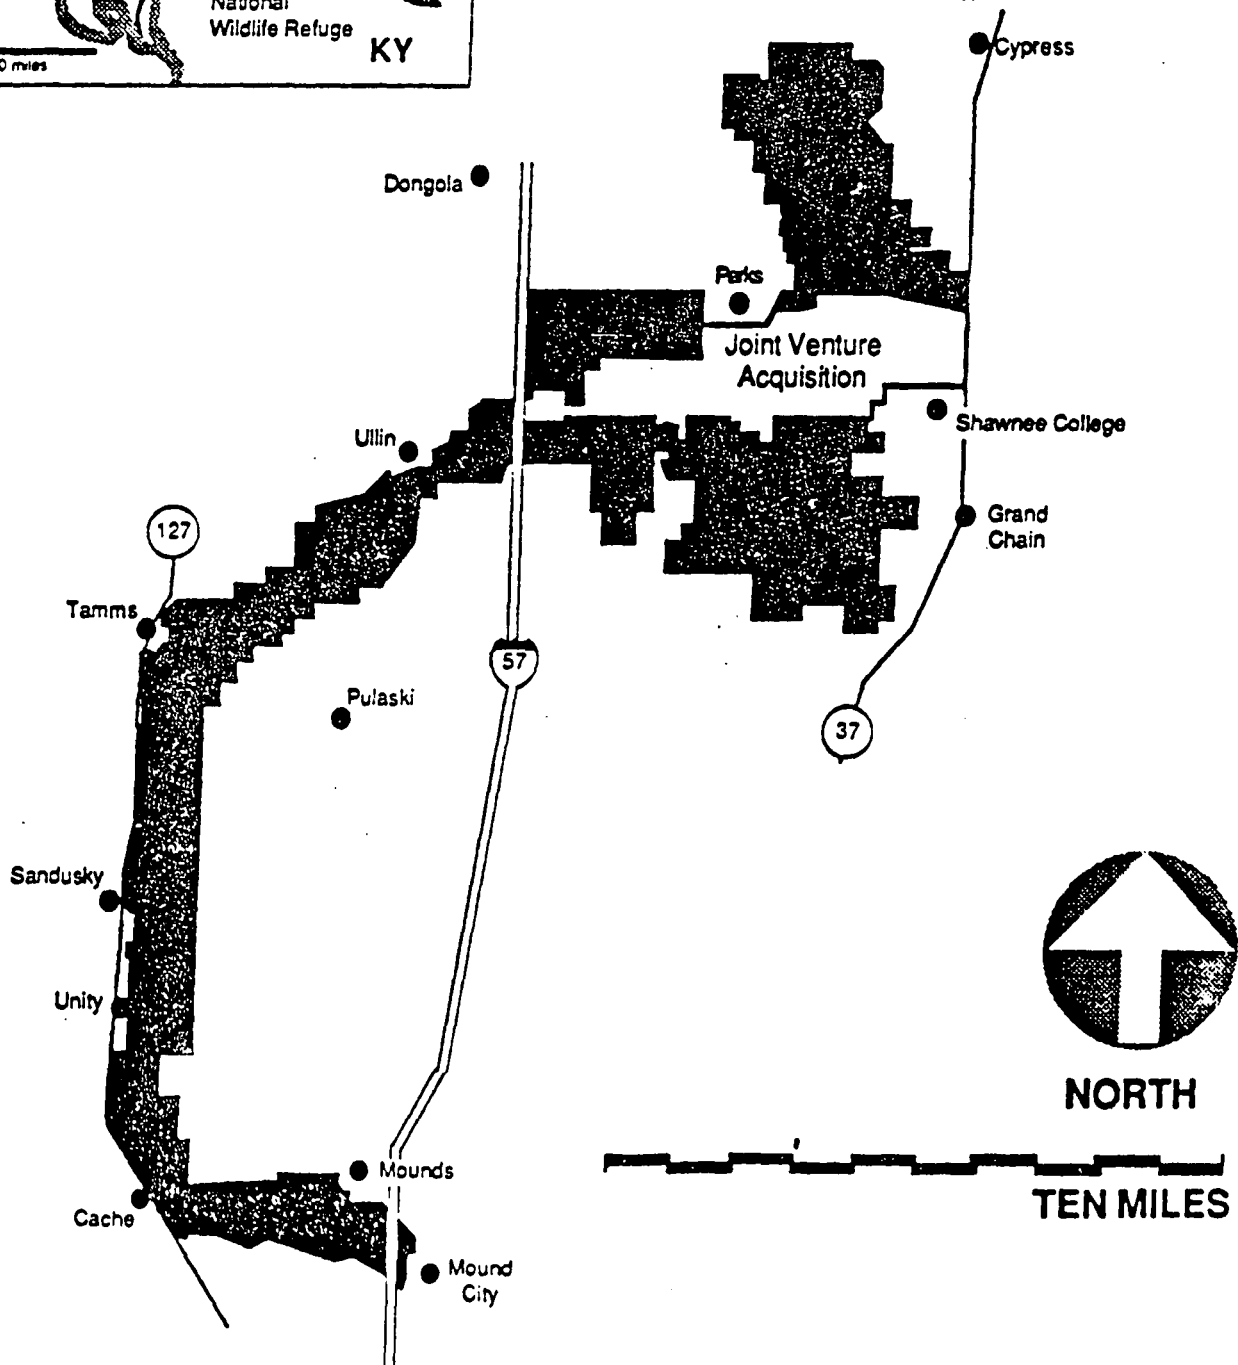 National
Wildlife Refuge
KY
0 miles
Cypress
Dongola
Parks
Joint Venture
Acquisition
Shawnee College
Ullin
Grand
Chain
127
Tamms
57
Pulaski
37
Sandusky
Unity
NORTH
Mounds
TEN MILES
Cache
Mound
City